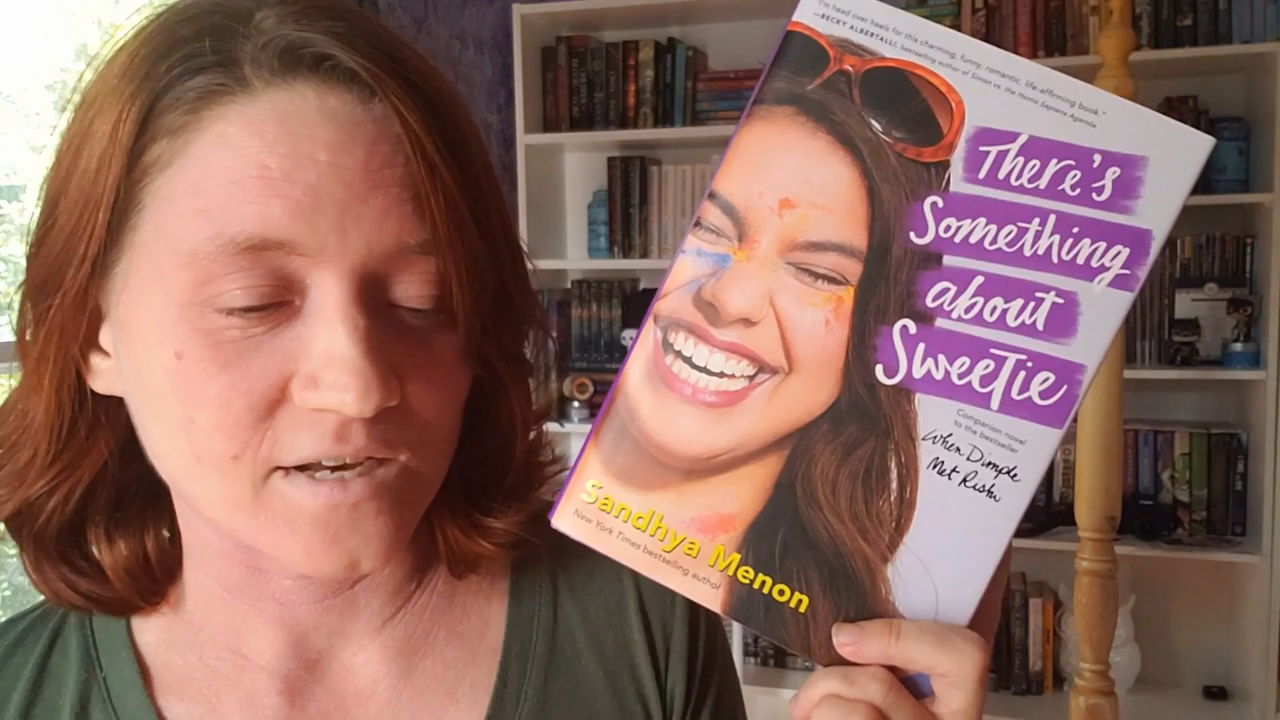 "I'm head over heels for this charming, funny, romantic, life-affirming book."
—BECKY ALBERTALLI, bestselling author of Simon vs. the Homo Sapiens Agenda
There's
Something
about
Sweetie
Companion novel
to the bestseller
When Dimple
Met Rishi
Sandhya Menon
New York Times bestselling author